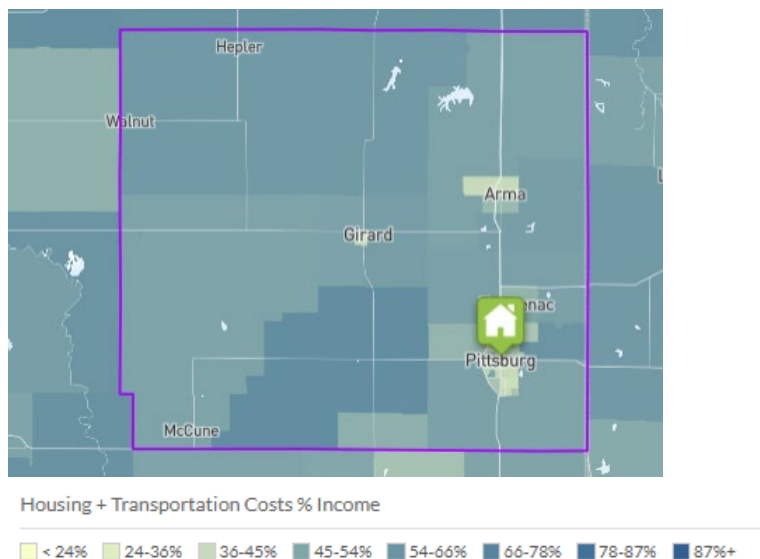 Hepler
Walnut
Arma
Girard
enac
Pittsburg
McCune
L
Housing + Transportation Costs % Income
< 24% 24-36% 36-45% 45-54% 54-66% 66-78% 78-87% 87%+